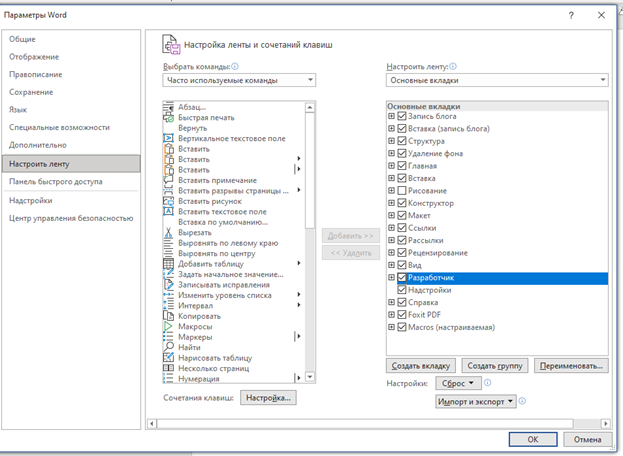 Параметры Word
?
Общие
Отображение
Правописание
Сохранение
Язык
Специальные возможности
Дополнительно
Настроить ленту
Панель быстрого доступа
Надстройки
Центр управления безопасностью
Настройка ленты и сочетаний клавиш
Выбрать команды:
Часто используемые команды
Абзац...
Быстрая печать
Вернуть
Вертикальное текстовое поле
Вставить
Вставить
Вставить
Вставить примечание
Вставить разрывы страницы ...
Вставить рисунок
Вставить текстовое поле
Вставка по умолчанию...
Вырезать
Выровнять по левому краю
Выровнять по центру
Добавить таблицу
Задать начальное значение...
Записывать исправления
Изменить уровень списка
Интервал
Копировать
Макросы
Маркеры
Найти
Нарисовать таблицу
Несколько страниц
Нумерация
Сочетания клавиш:
Настройка...
Добавить >>
<< Удалить
Настроить ленту:
Основные вкладки
Основные вкладки
Запись блога
Вставка (запись блога)
Структура
Удаление фона
Главная
Вставка
Рисование
Конструктор
Макет
Ссылки
Рассылки
Рецензирование
Вид
Разработчик
Надстройки
Справка
Foxit PDF
Macros (настраиваемая)
Создать вкладку
Создать группу
Переименовать...
Настройки:
Сброс
Импорт и экспорт
ОК
Отмена